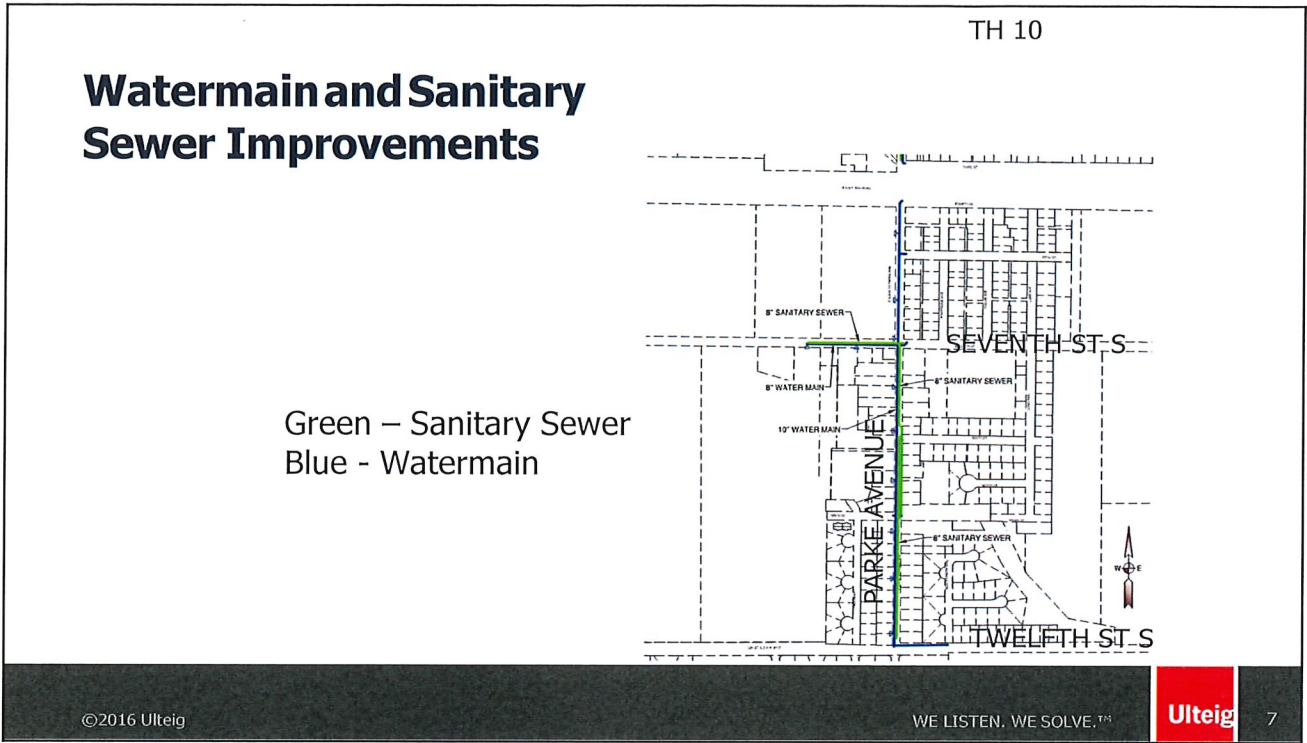 TH 10
Watermain and Sanitary
Sewer Improvements
8" SANITARY SEWER
SEVENTH ST S
8" WATER MAIN
8" SANITARY SEWER
10" WATER MAIN
Green – Sanitary Sewer
Blue - Watermain
PARKE AVENUE
8" SANITARY SEWER
W E
TWELFTH ST S
©2016 Ulteig
WE LISTEN. WE SOLVE.™
Ulteig
7